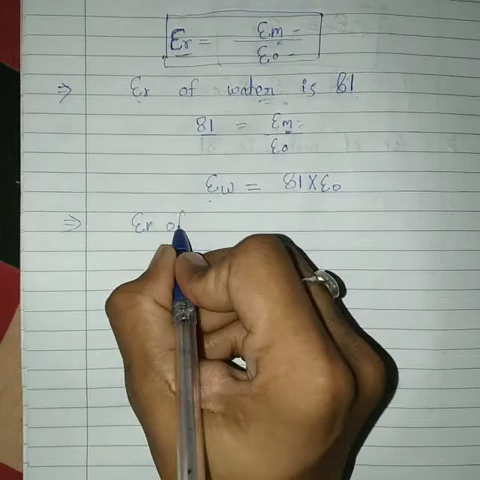 εr = εm / ε0
⇒ εr of water is 81
81 = εm / ε0
εw = 81×ε0
⇒ εr of